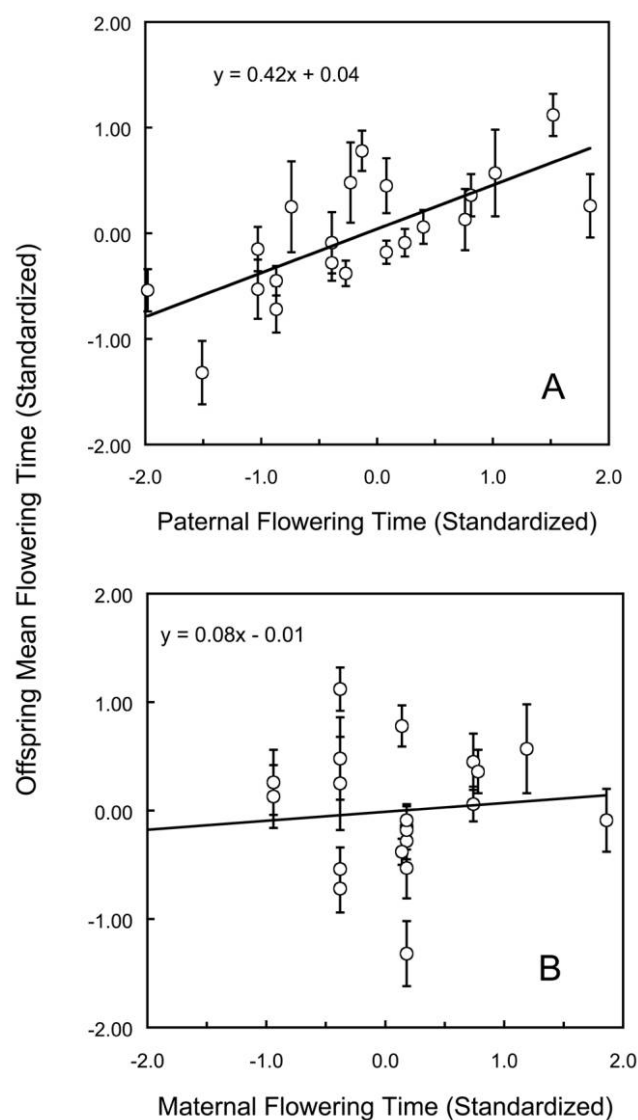 Offspring Mean Flowering Time (Standardized)
2.00
1.00
0.00
-1.00
-2.00
y = 0.42x + 0.04
A
-2.0 -1.0 0.0 1.0 2.0
Paternal Flowering Time (Standardized)
2.00
1.00
0.00
-1.00
-2.00
y = 0.08x - 0.01
B
-2.0 -1.0 0.0 1.0 2.0
Maternal Flowering Time (Standardized)